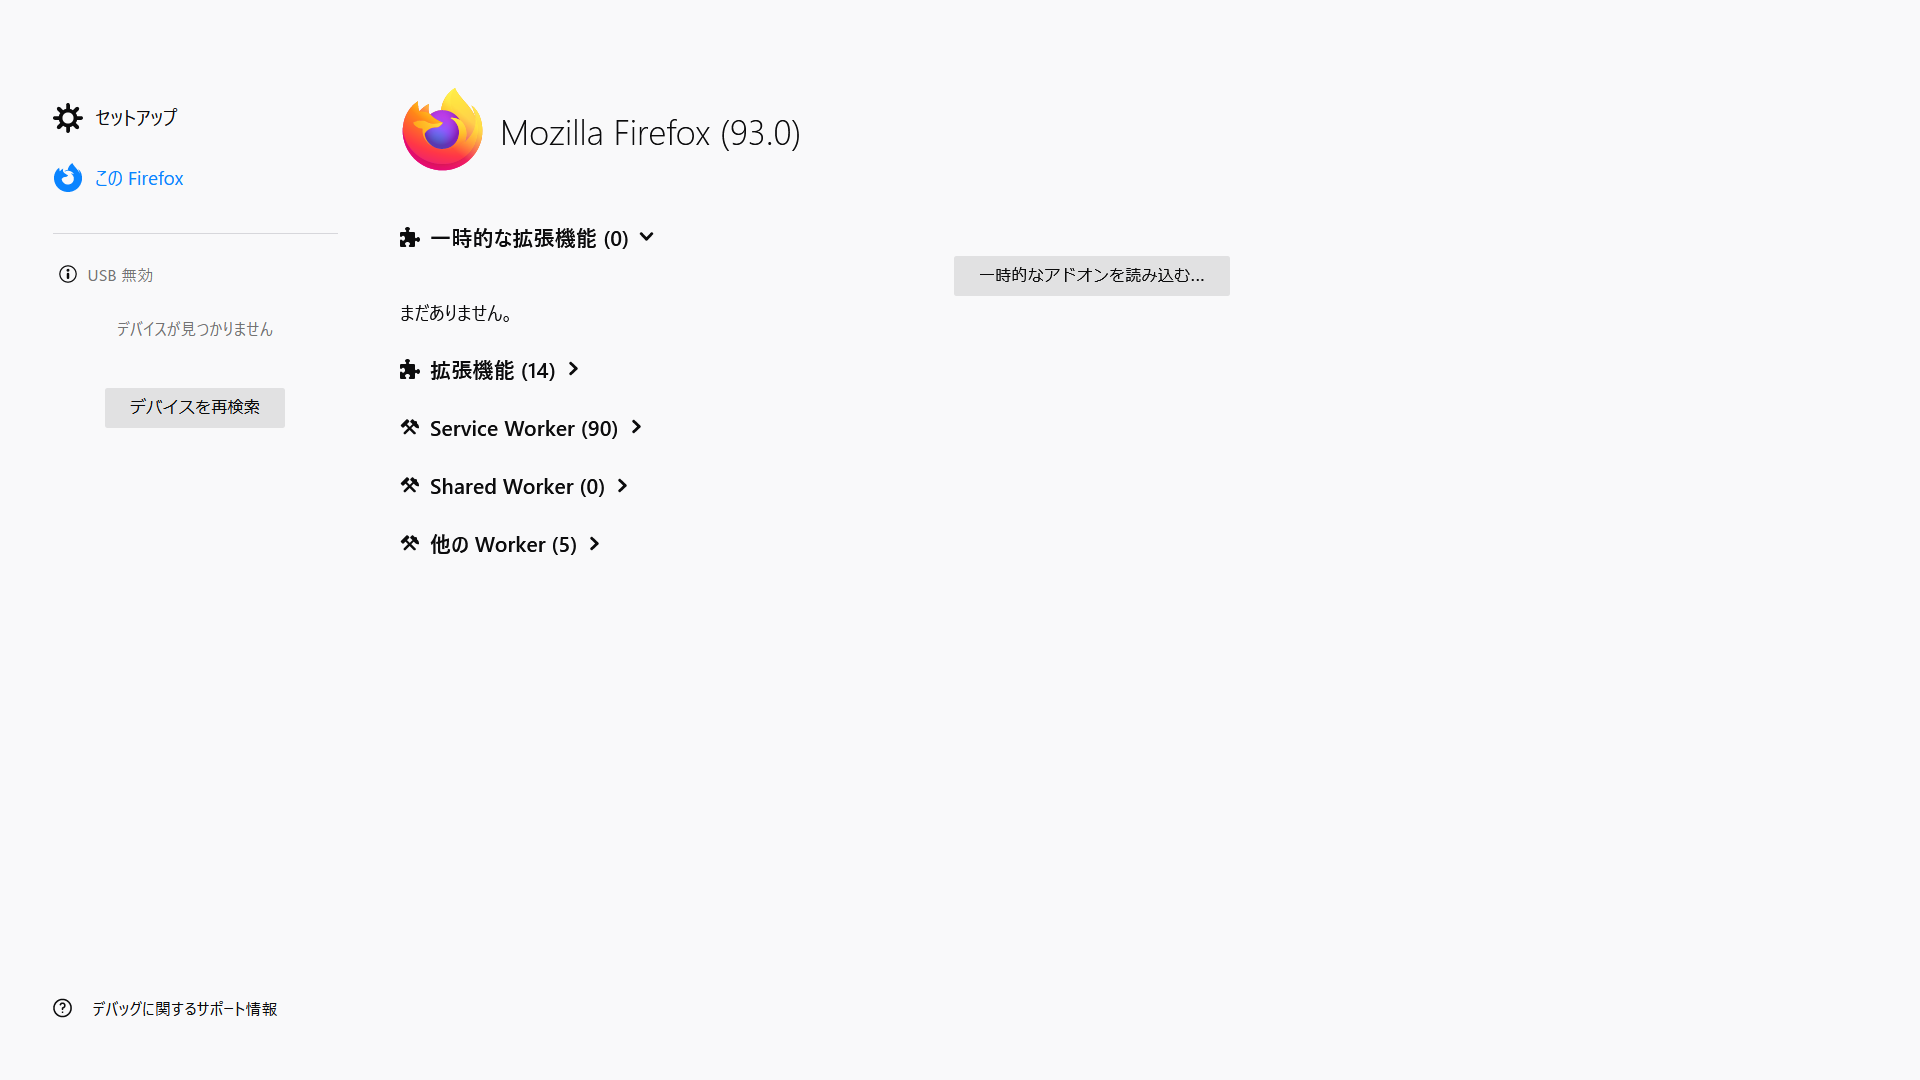 セットアップ
この Firefox
USB 無効
デバイスが見つかりません
デバイスを再検索
デバッグに関するサポート情報
Mozilla Firefox (93.0)
一時的な拡張機能 (0)
一時的なアドオンを読み込む...
まだありません。
拡張機能 (14)
Service Worker (90)
Shared Worker (0)
他の Worker (5)